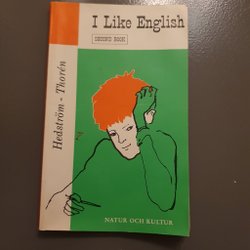 I Like English
SECOND BOOK
Hedström - Thorén
NATUR OCH KULTUR